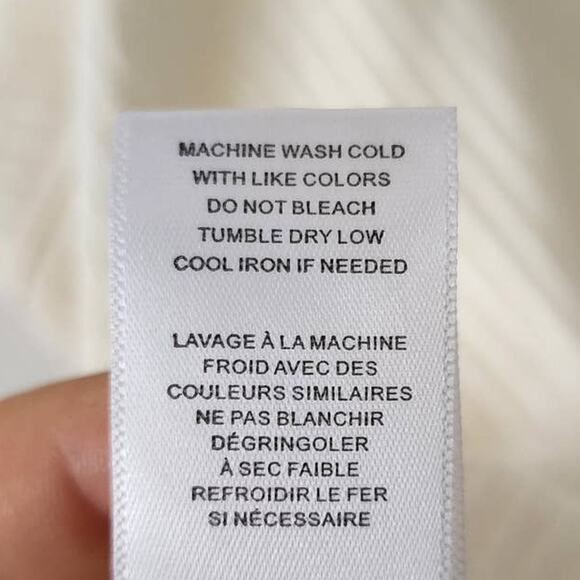 MACHINE WASH COLD
WITH LIKE COLORS
DO NOT BLEACH
TUMBLE DRY LOW
COOL IRON IF NEEDED
LAVAGE À LA MACHINE
FROID AVEC DES
COULEURS SIMILAIRES
NE PAS BLANCHIR
DÉGRINGOLER
À SEC FAIBLE
REFROIDIR LE FER
SI NÉCESSAIRE